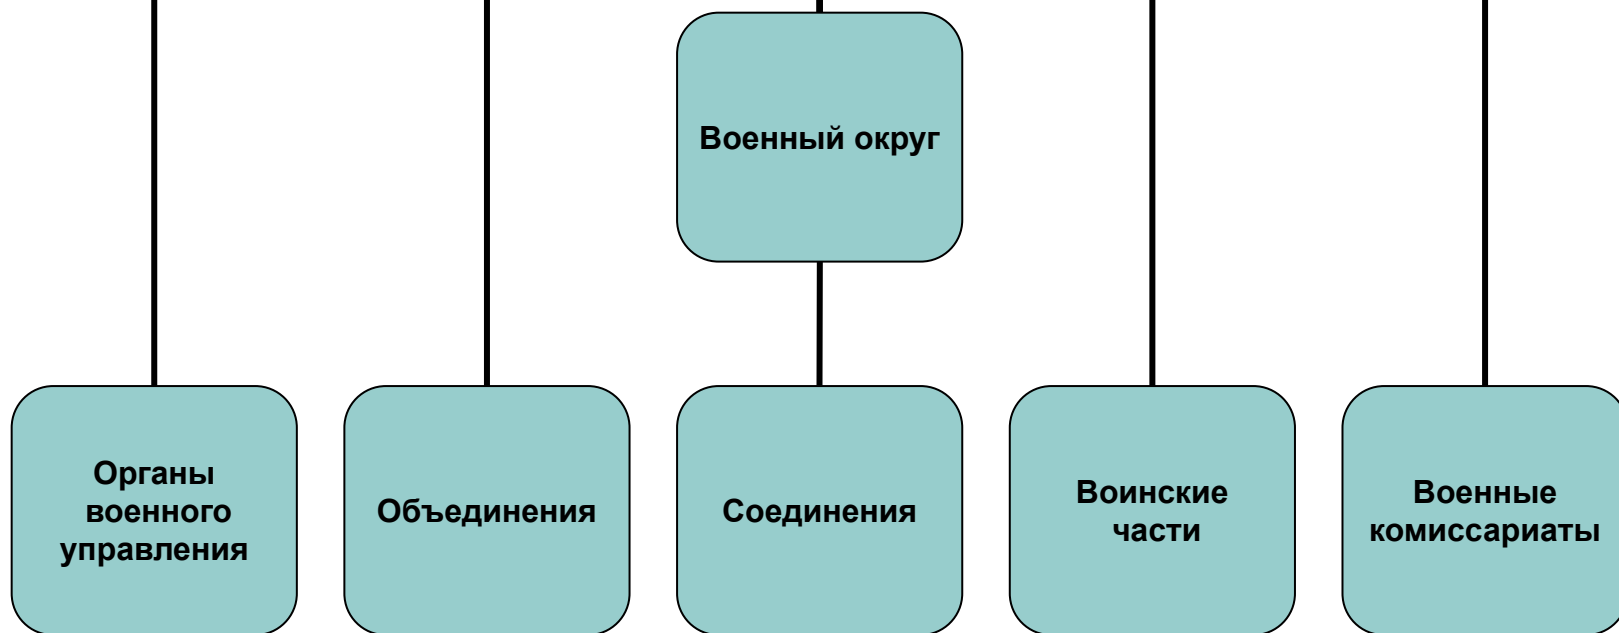 Военный округ
Органы
военного
управления
Объединения
Соединения
Воинские
части
Военные
комиссариаты